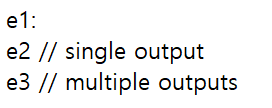 e1:
e2 // single output
e3 // multiple outputs